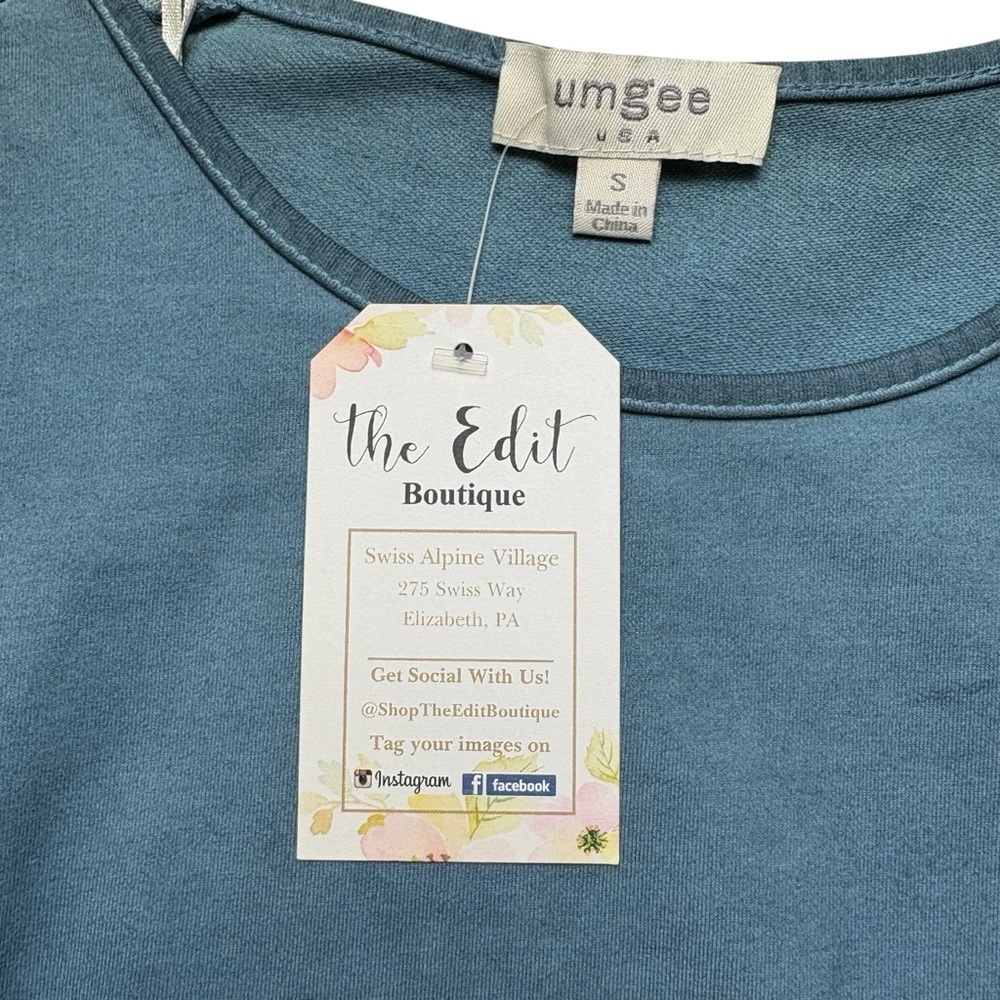 umgee
USA
S
Made in
China
the Edit
Boutique
Swiss Alpine Village
275 Swiss Way
Elizabeth, PA
Get Social With Us!
@ShopTheEditBoutique
Tag your images on
Instagram f facebook